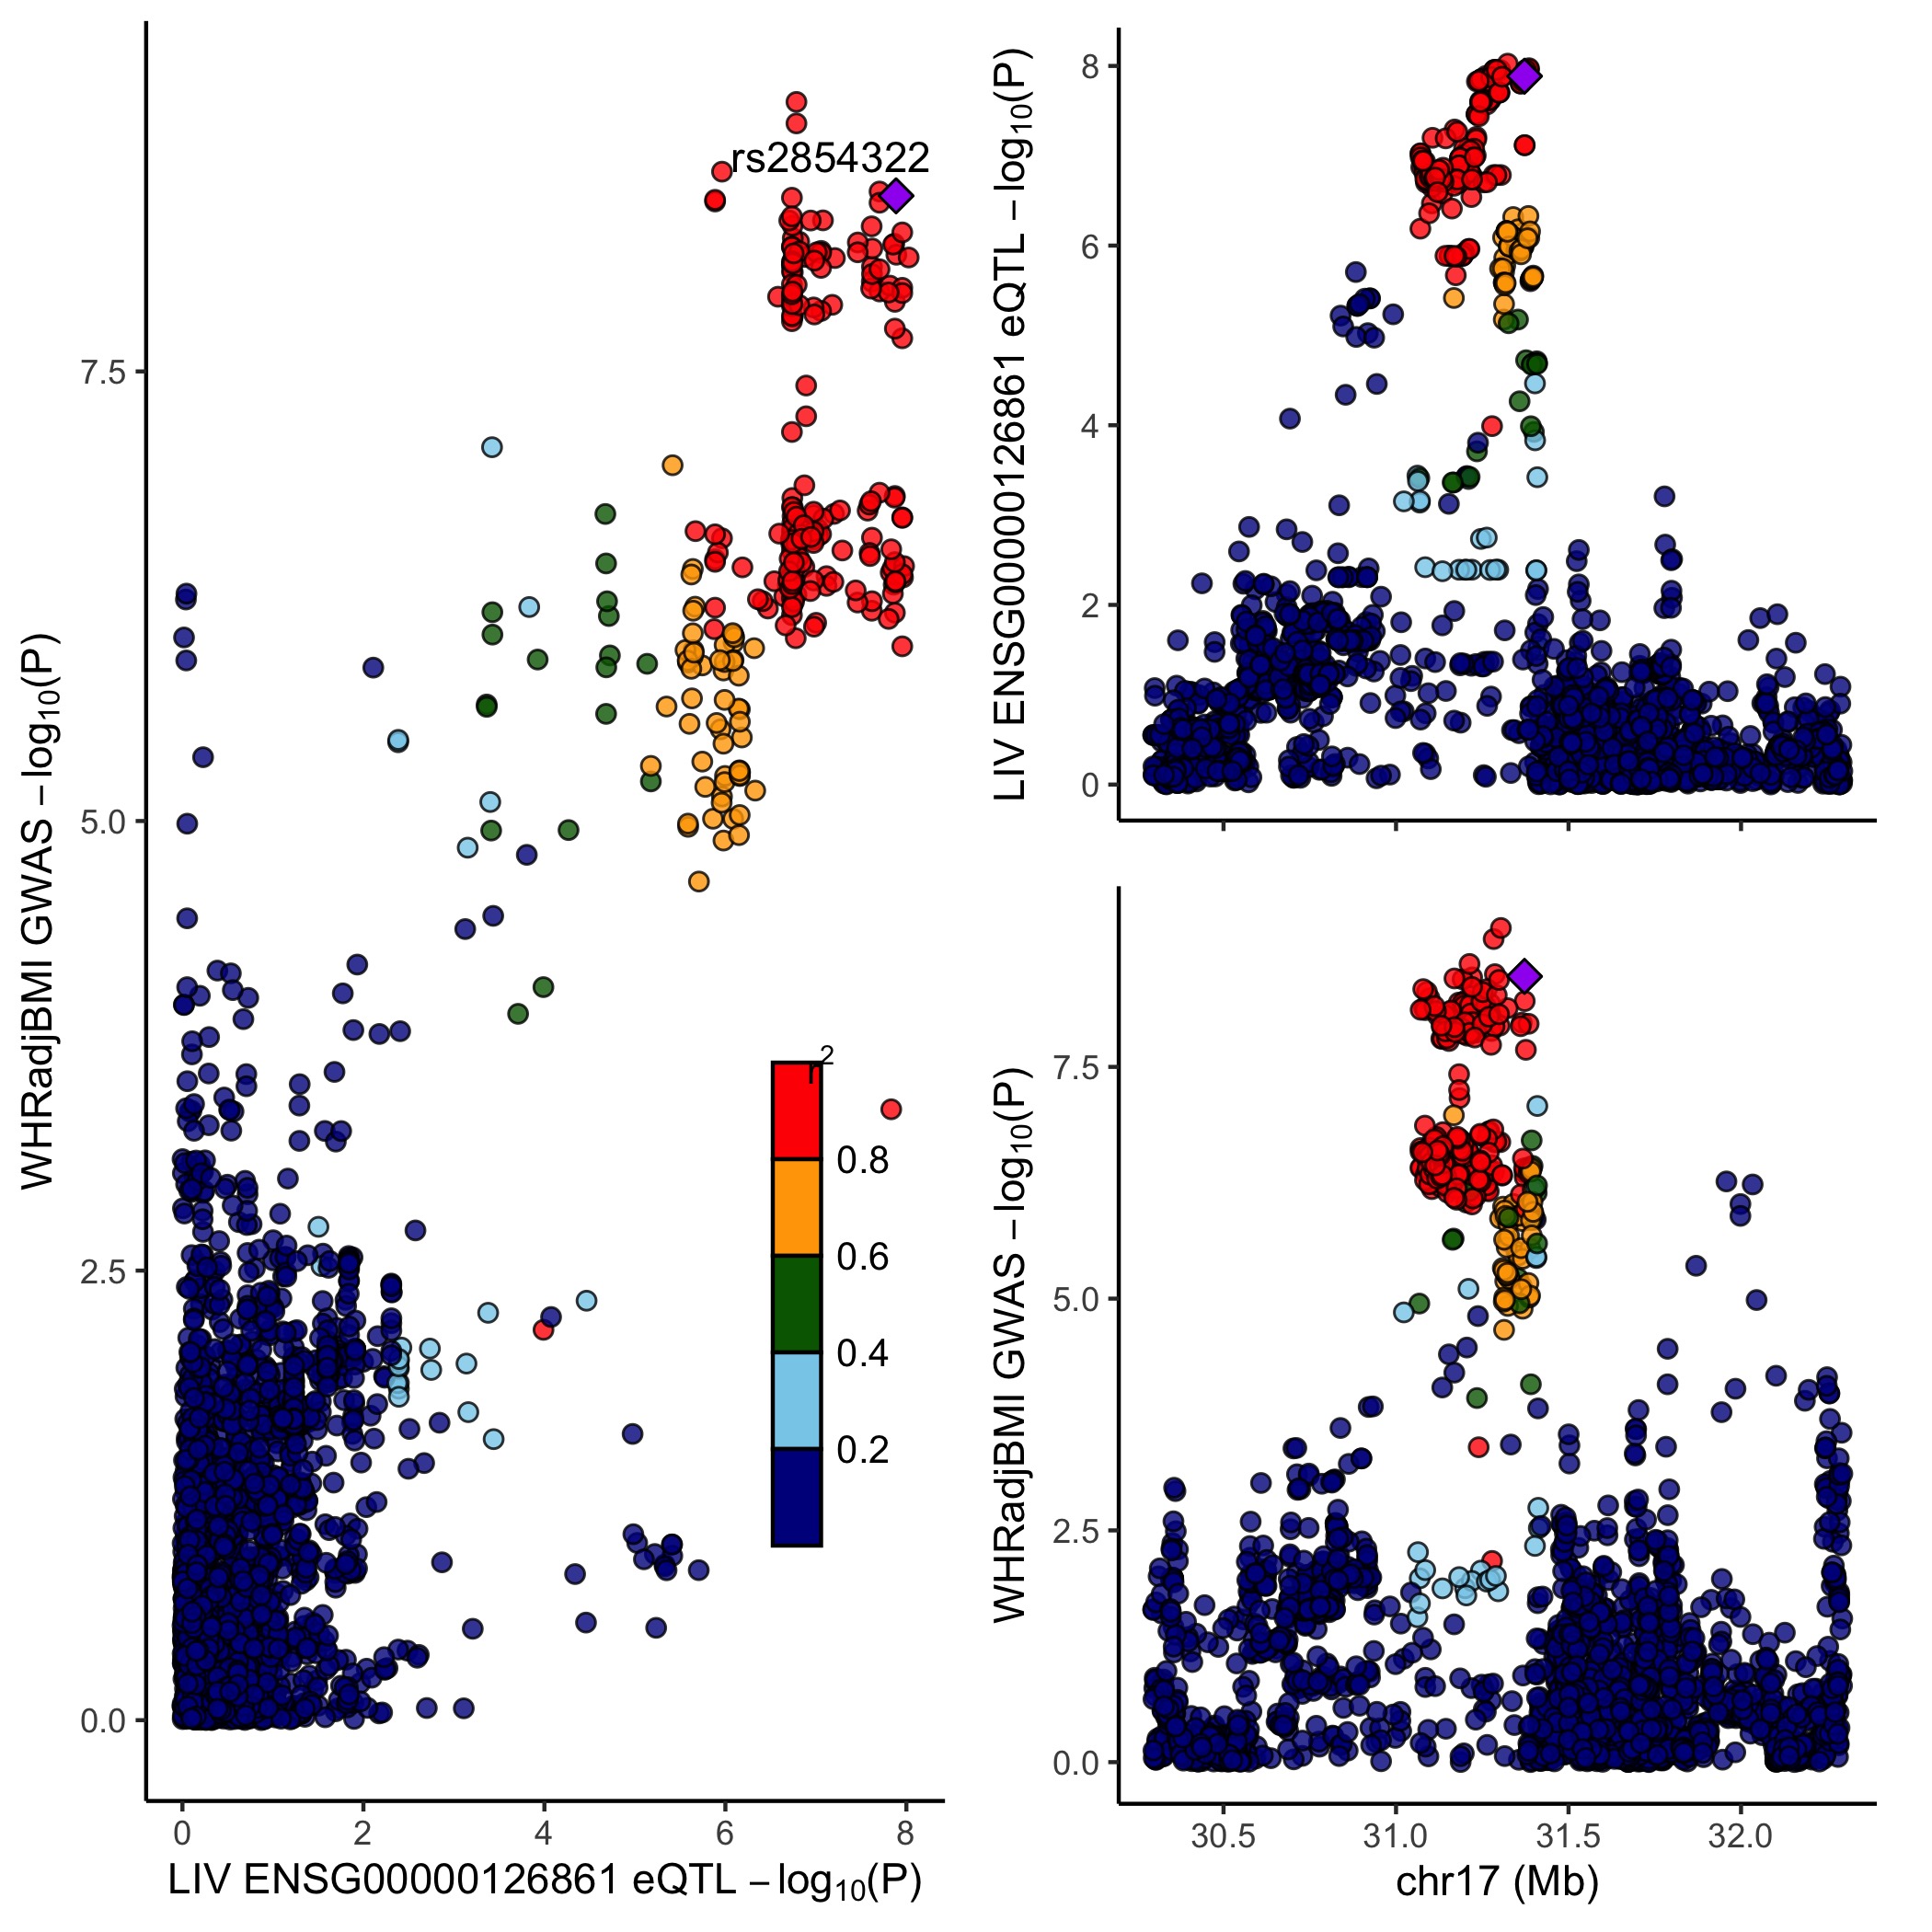 WHRadjBMI GWAS −log10(P)
7.5
5.0
2.5
0.0
rs2854322
r2
0.8
0.6
0.4
0.2
0 2 4 6 8
LIV ENSG00000126861 eQTL −log10(P)
LIV ENSG00000126861 eQTL −log10(P)
8
6
4
2
0
WHRadjBMI GWAS −log10(P)
7.5
5.0
2.5
0.0
30.5 31.0 31.5 32.0
chr17 (Mb)